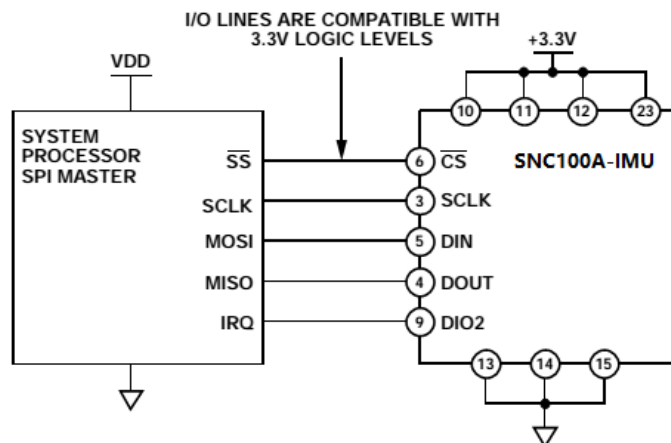 I/O LINES ARE COMPATIBLE WITH
3.3V LOGIC LEVELS
+3.3V
VDD
10
11
12
23
SYSTEM
PROCESSOR
SPI MASTER
SS
6
CS
SNC100A-IMU
SCLK
3
SCLK
MOSI
5
DIN
MISO
4
DOUT
IRQ
9
DIO2
13
14
15